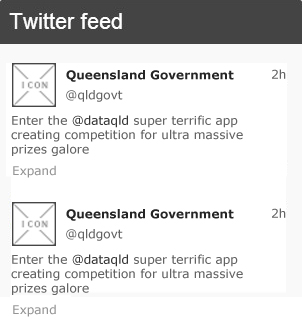 Twitter feed
ICON
Queensland Government 2h
@qldgovt
Enter the @dataqld super terrific app
creating competition for ultra massive
prizes galore
Expand
ICON
Queensland Government 2h
@qldgovt
Enter the @dataqld super terrific app
creating competition for ultra massive
prizes galore
Expand